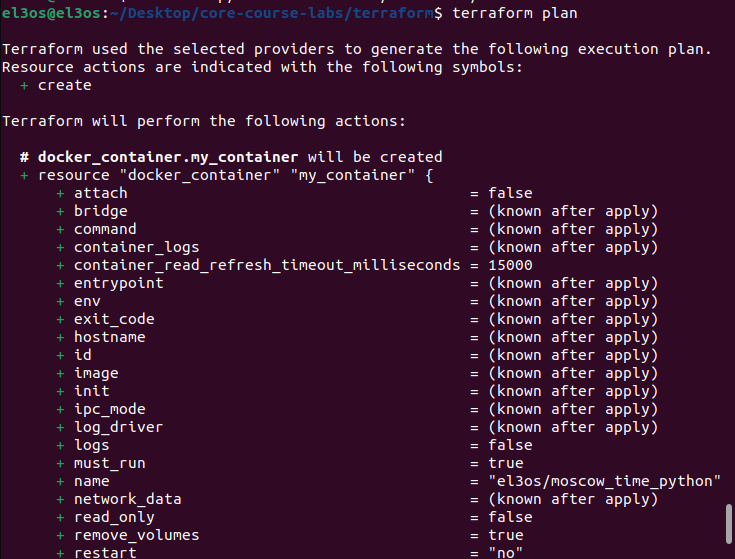 el3os@el3os:~/Desktop/core-course-labs/terraform$ terraform plan
Terraform used the selected providers to generate the following execution plan.
Resource actions are indicated with the following symbols:
+ create
Terraform will perform the following actions:
# docker_container.my_container will be created
+ resource "docker_container" "my_container" {
+ attach = false
+ bridge = (known after apply)
+ command = (known after apply)
+ container_logs = (known after apply)
+ container_read_refresh_timeout_milliseconds = 15000
+ entrypoint = (known after apply)
+ env = (known after apply)
+ exit_code = (known after apply)
+ hostname = (known after apply)
+ id = (known after apply)
+ image = (known after apply)
+ init = (known after apply)
+ ipc_mode = (known after apply)
+ log_driver = (known after apply)
+ logs = false
+ must_run = true
+ name = "el3os/moscow_time_python"
+ network_data = (known after apply)
+ read_only = false
+ remove_volumes = true
+ restart = "no"